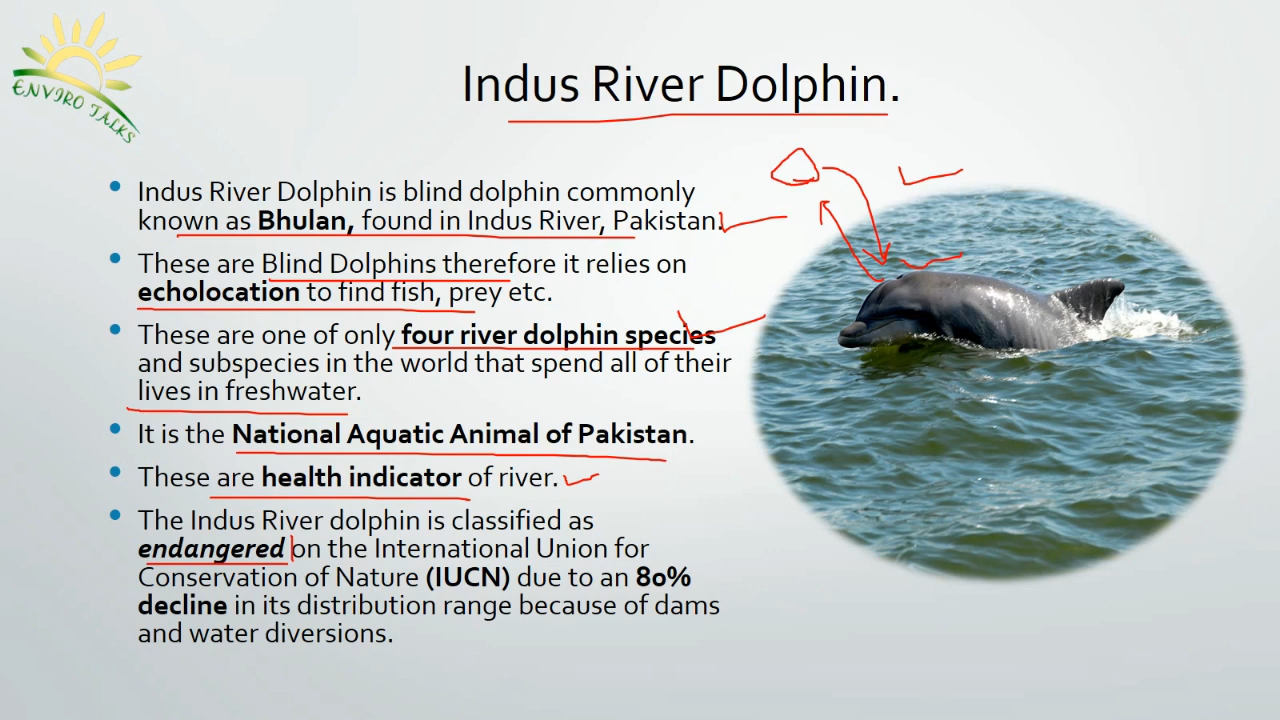 ENVIRO TALKS
Indus River Dolphin.
• Indus River Dolphin is blind dolphin commonly
known as Bhulan, found in Indus River, Pakistan.
• These are Blind Dolphins therefore it relies on
echolocation to find fish, prey etc.
• These are one of only four river dolphin species
and subspecies in the world that spend all of their
lives in freshwater.
• It is the National Aquatic Animal of Pakistan.
• These are health indicator of river.
• The Indus River dolphin is classified as
endangered on the International Union for
Conservation of Nature (IUCN) due to an 80%
decline in its distribution range because of dams
and water diversions.